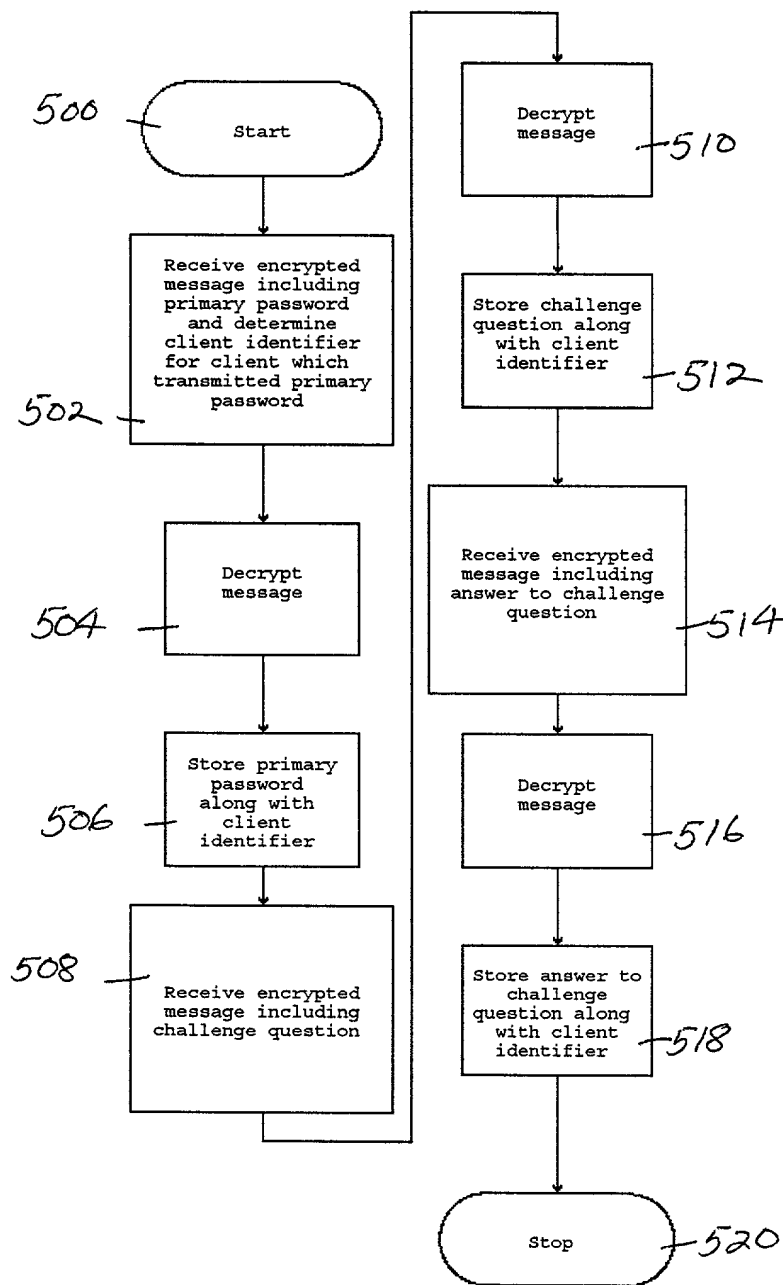 500
Start
Receive encrypted
message including
primary password
and determine
client identifier
for client which
transmitted primary
password
502
Decrypt
message
504
Store primary
password
along with
client
identifier
506
508
Receive encrypted
message including
challenge question
Decrypt
message
510
Store challenge
question along
with client
identifier
512
Receive encrypted
message including
answer to challenge
question
514
Decrypt
message
516
Store answer to
challenge
question along
with client
identifier
518
Stop
520